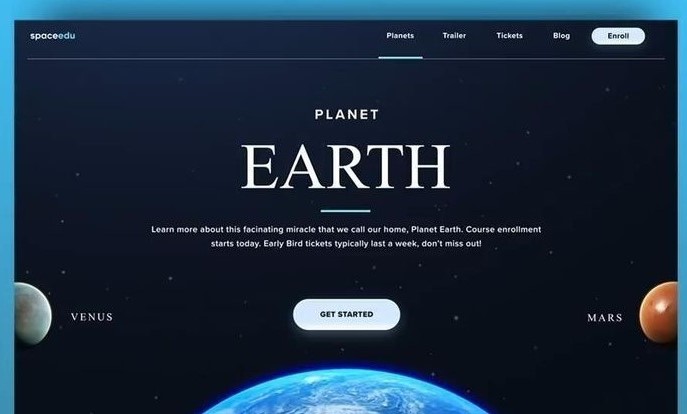 spaceedu
Planets
Trailer
Tickets
Blog
Enroll
PLANET
EARTH
Learn more about this facinating miracle that we call our home, Planet Earth. Course enrollment
starts today. Early Bird tickets typically last a week, don't miss out!
GET STARTED
VENUS
MARS